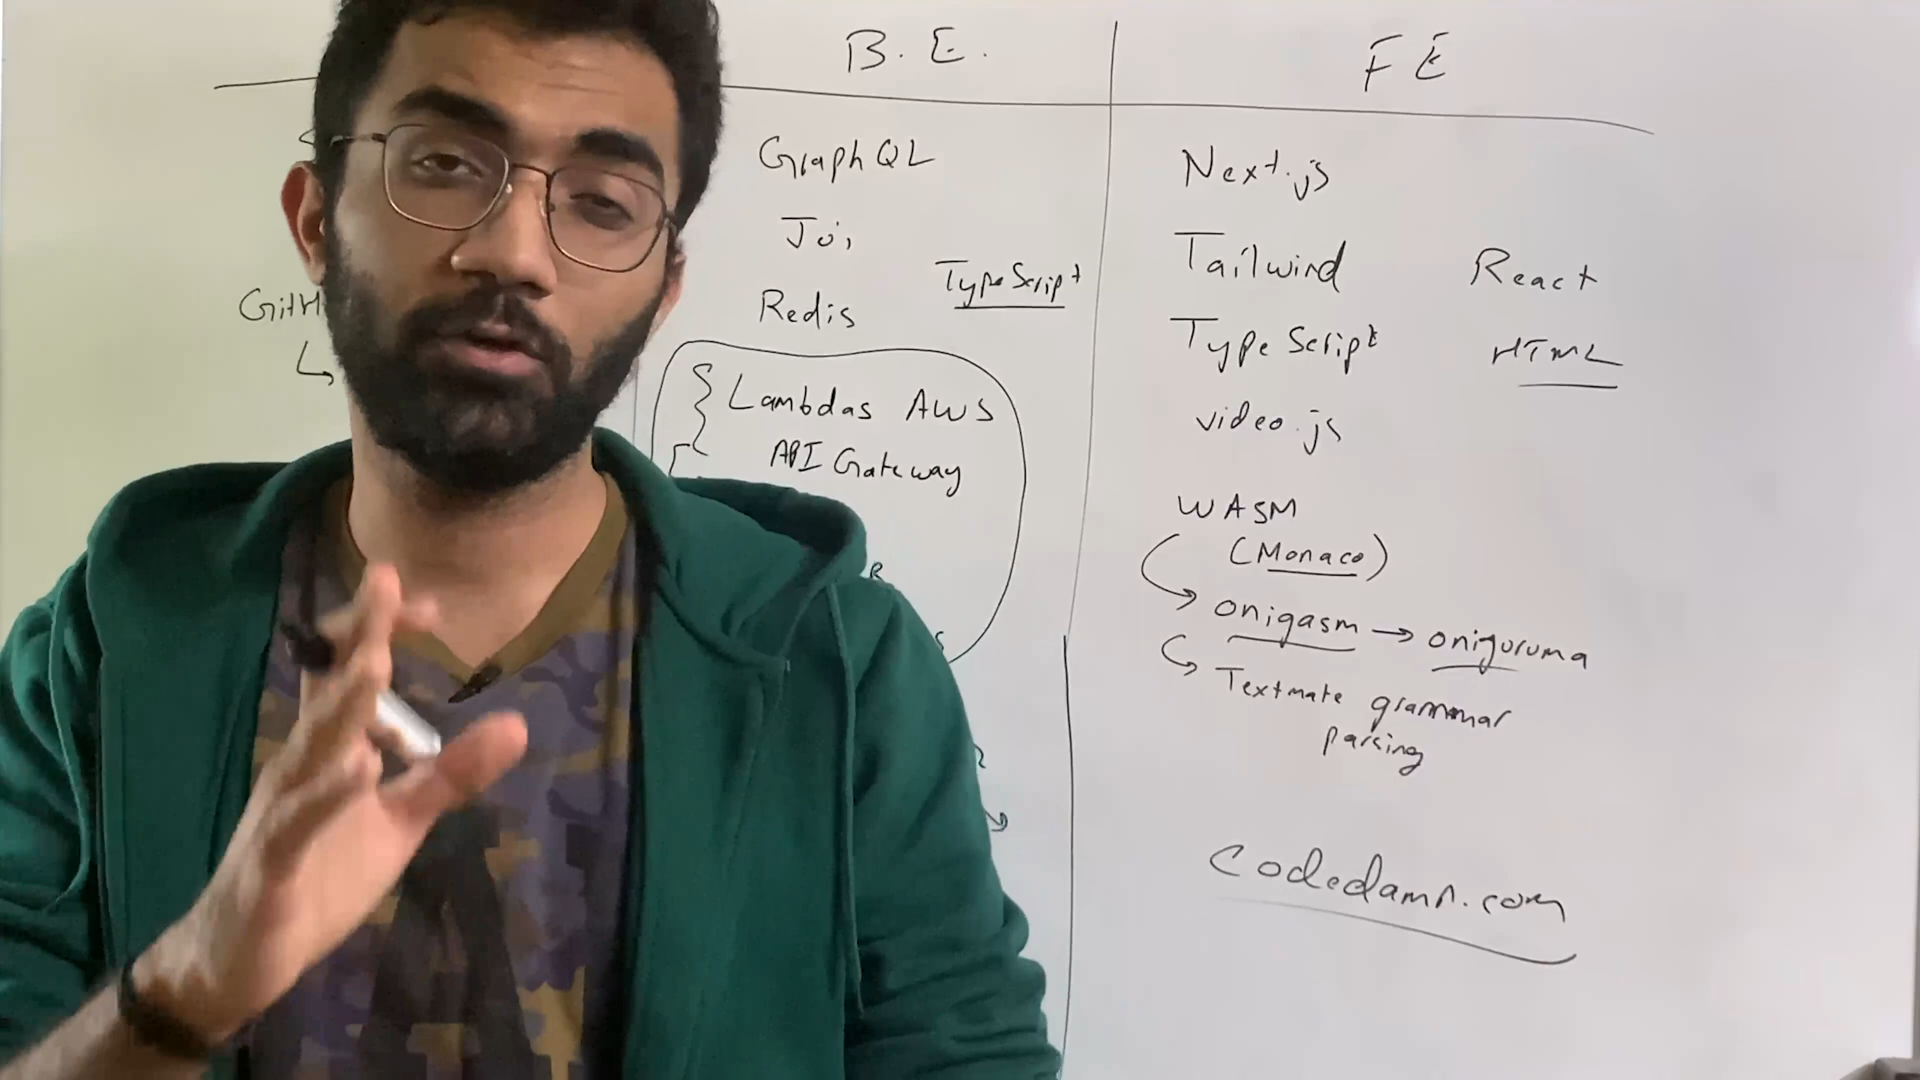 B.E.
FE
GraphQL
Joi
TypeScript
Redis
Lambdas AWS
API Gateway
Next.js
Tailwind
React
TypeScript
HTML
video.js
WASM
(Monaco)
onigasm → oniguruma
Textmate grammar
parsing
codedamn.com